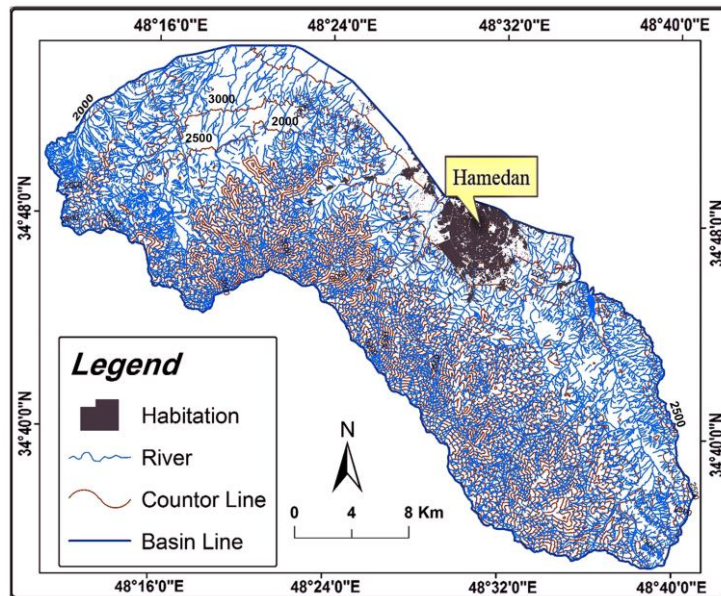 48°16'0"E 48°24'0"E 48°32'0"E 48°40'0"E
2000
3000
2000
2500
Hamedan
34°48'0"N
34°48'0"N
Legend
Habitation
River
Countor Line
Basin Line
N
0 4 8 Km
2500
34°40'0"N
34°40'0"N
48°16'0"E 48°24'0"E 48°32'0"E 48°40'0"E